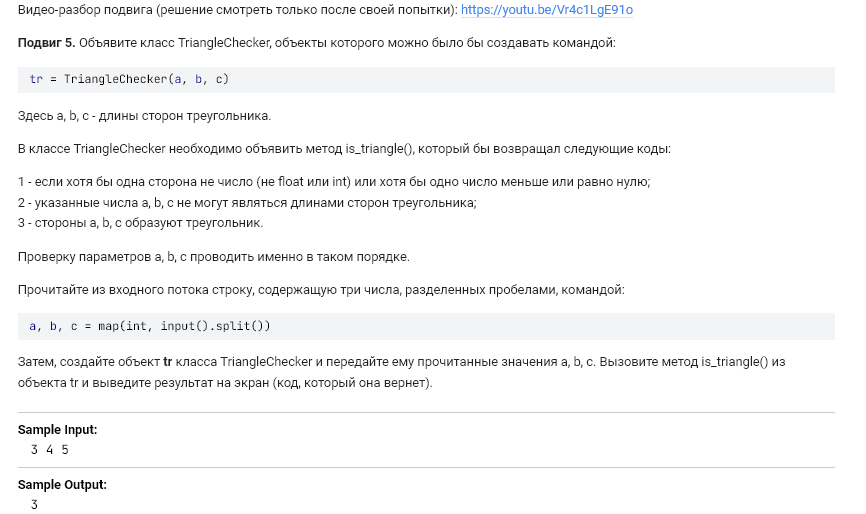 Видео-разбор подвига (решение смотреть только после своей попытки): https://youtu.be/Vr4c1LgE91o
Подвиг 5. Объявите класс TriangleChecker, объекты которого можно было бы создавать командой:
tr = TriangleChecker(a, b, c)
Здесь a, b, c - длины сторон треугольника.
В классе TriangleChecker необходимо объявить метод is_triangle(), который бы возвращал следующие коды:
1 - если хотя бы одна сторона не число (не float или int) или хотя бы одно число меньше или равно нулю;
2 - указанные числа a, b, c не могут являться длинами сторон треугольника;
3 - стороны a, b, c образуют треугольник.
Проверку параметров a, b, c проводить именно в таком порядке.
Прочитайте из входного потока строку, содержащую три числа, разделенных пробелами, командой:
a, b, c = map(int, input().split())
Затем, создайте объект tr класса TriangleChecker и передайте ему прочитанные значения a, b, c. Вызовите метод is_triangle() из
объекта tr и выведите результат на экран (код, который она вернет).
Sample Input:
3 4 5
Sample Output:
3